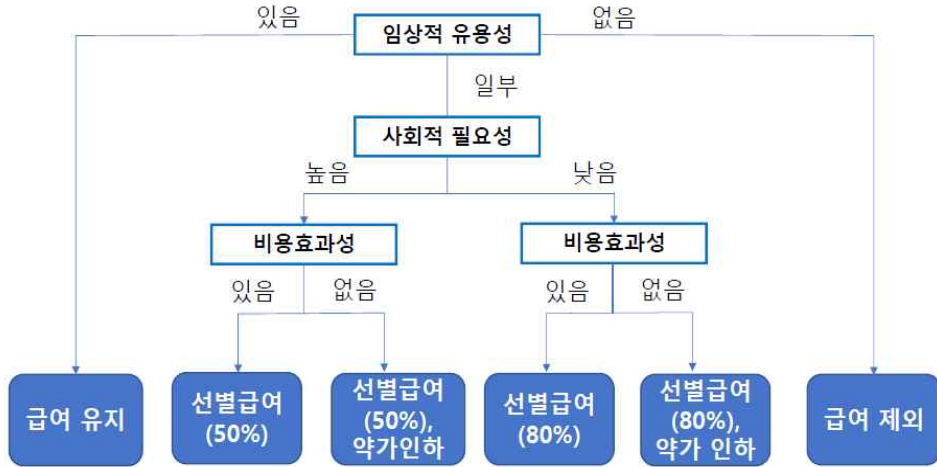 있음
임상적 유용성
없음
일부
사회적 필요성
높음
낮음
비용효과성
비용효과성
있음
없음
있음
없음
급여 유지
선별급여
(50%)
선별급여
(50%),
약가인하
선별급여
(80%)
선별급여
(80%),
약가 인하
급여 제외